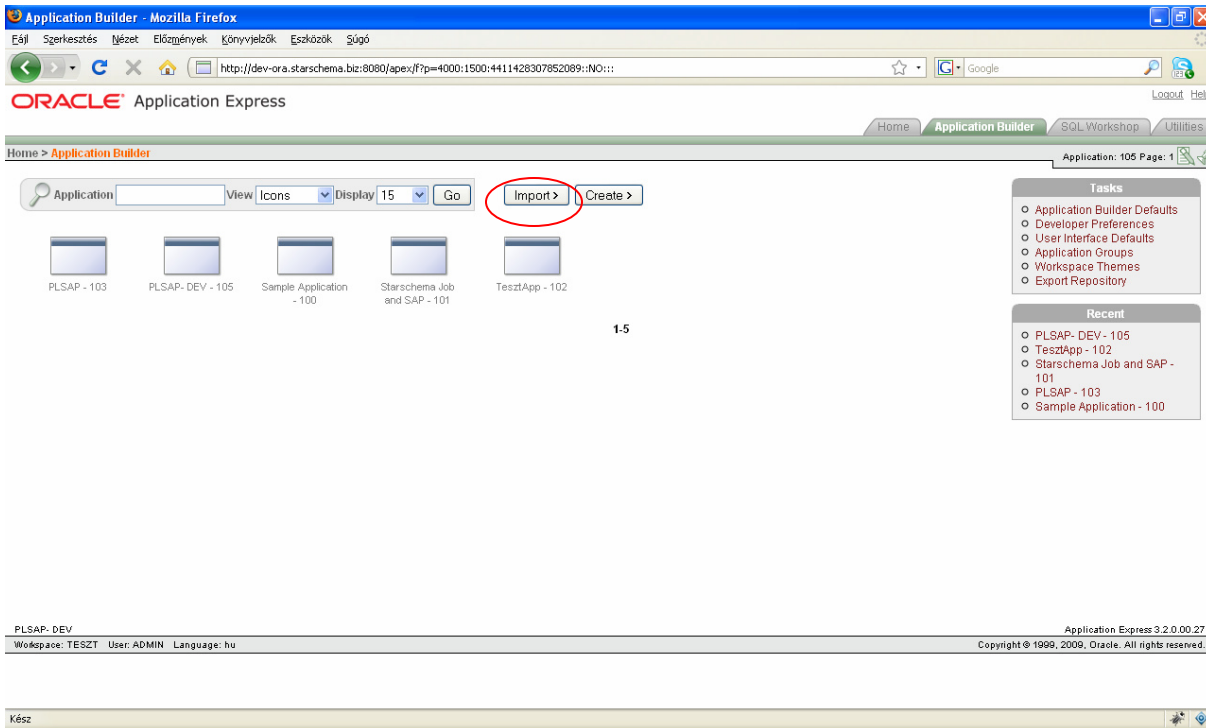 Application Builder - Mozilla Firefox
Fájl Szerkesztés Nézet Előzmények Könyvjelzők Eszközök Súgó
http://dev-ora.starschema.biz:8080/apex/f?p=4000:1500:4411428307852089::NO:::
Google
ORACLE Application Express
Logout Hel
Home Application Builder SQL Workshop Utilities
Home > Application Builder
Application: 105 Page: 1
Application View Icons Display 15 Go Import > Create >
PLSAP - 103
PLSAP- DEV - 105
Sample Application
- 100
Starschema Job
and SAP - 101
TesztApp - 102
1-5
Tasks
Application Builder Defaults
Developer Preferences
User Interface Defaults
Application Groups
Workspace Themes
Export Repository
Recent
PLSAP- DEV - 105
TesztApp - 102
Starschema Job and SAP -
101
PLSAP - 103
Sample Application - 100
PLSAP- DEV
Application Express 3.2.0.00.27
Workspace: TESZT User: ADMIN Language: hu
Copyright © 1999, 2009, Oracle. All rights reserved.
Kész